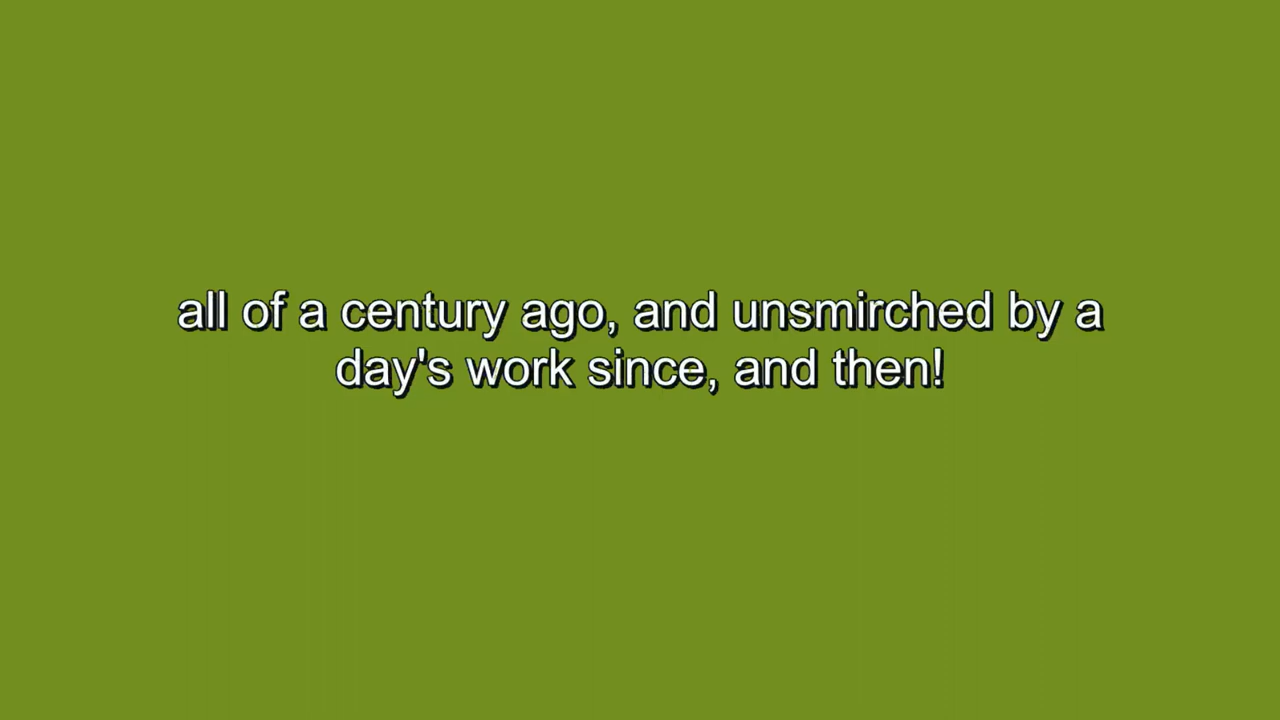 all of a century ago, and unsmirched by a
day's work since, and then!